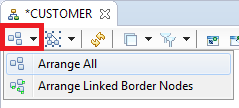 *CUSTOMER
Arrange All
Arrange Linked Border Nodes